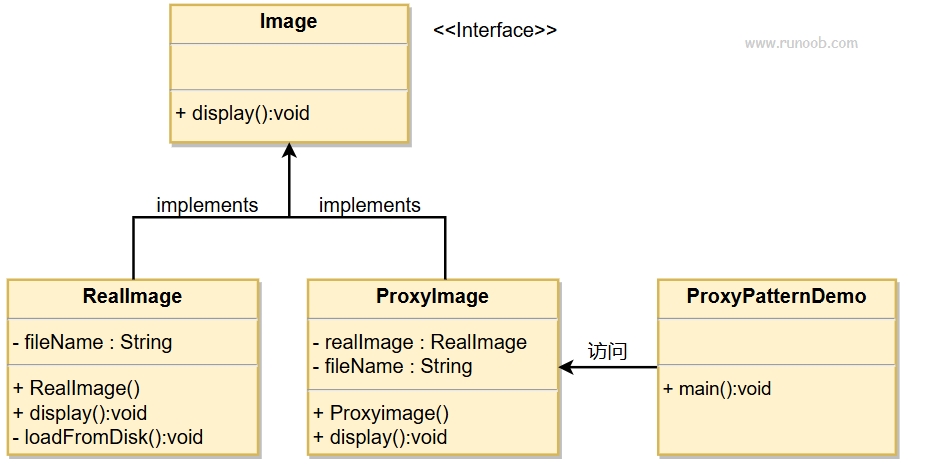 Image
<<Interface>>
www.runoob.com
+ display():void
implements
implements
RealImage
- fileName : String
+ RealImage()
+ display():void
- loadFromDisk():void
ProxyImage
- realImage : RealImage
- fileName : String
+ Proxyimage()
+ display():void
访问
ProxyPatternDemo
+ main():void